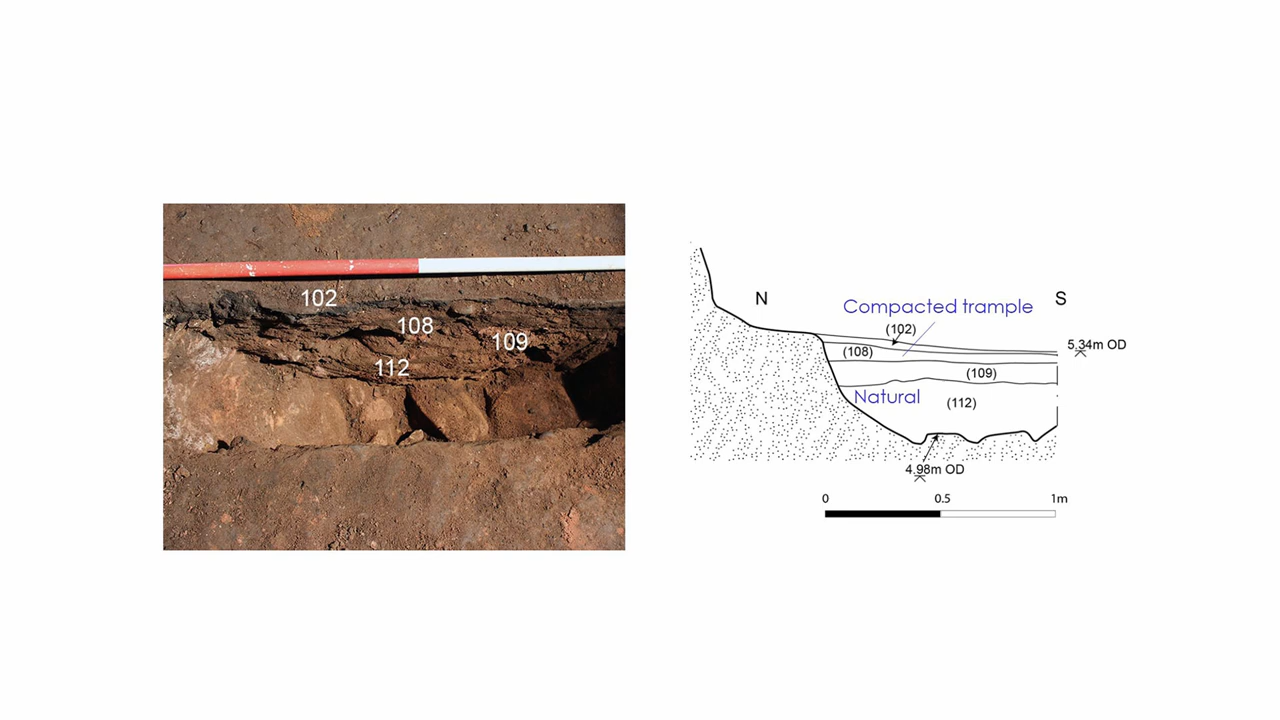 102
108
109
112
N
S
Compacted trample
(102)
5.34m OD
(108)
(109)
Natural
(112)
4.98m OD
0 0.5 1m